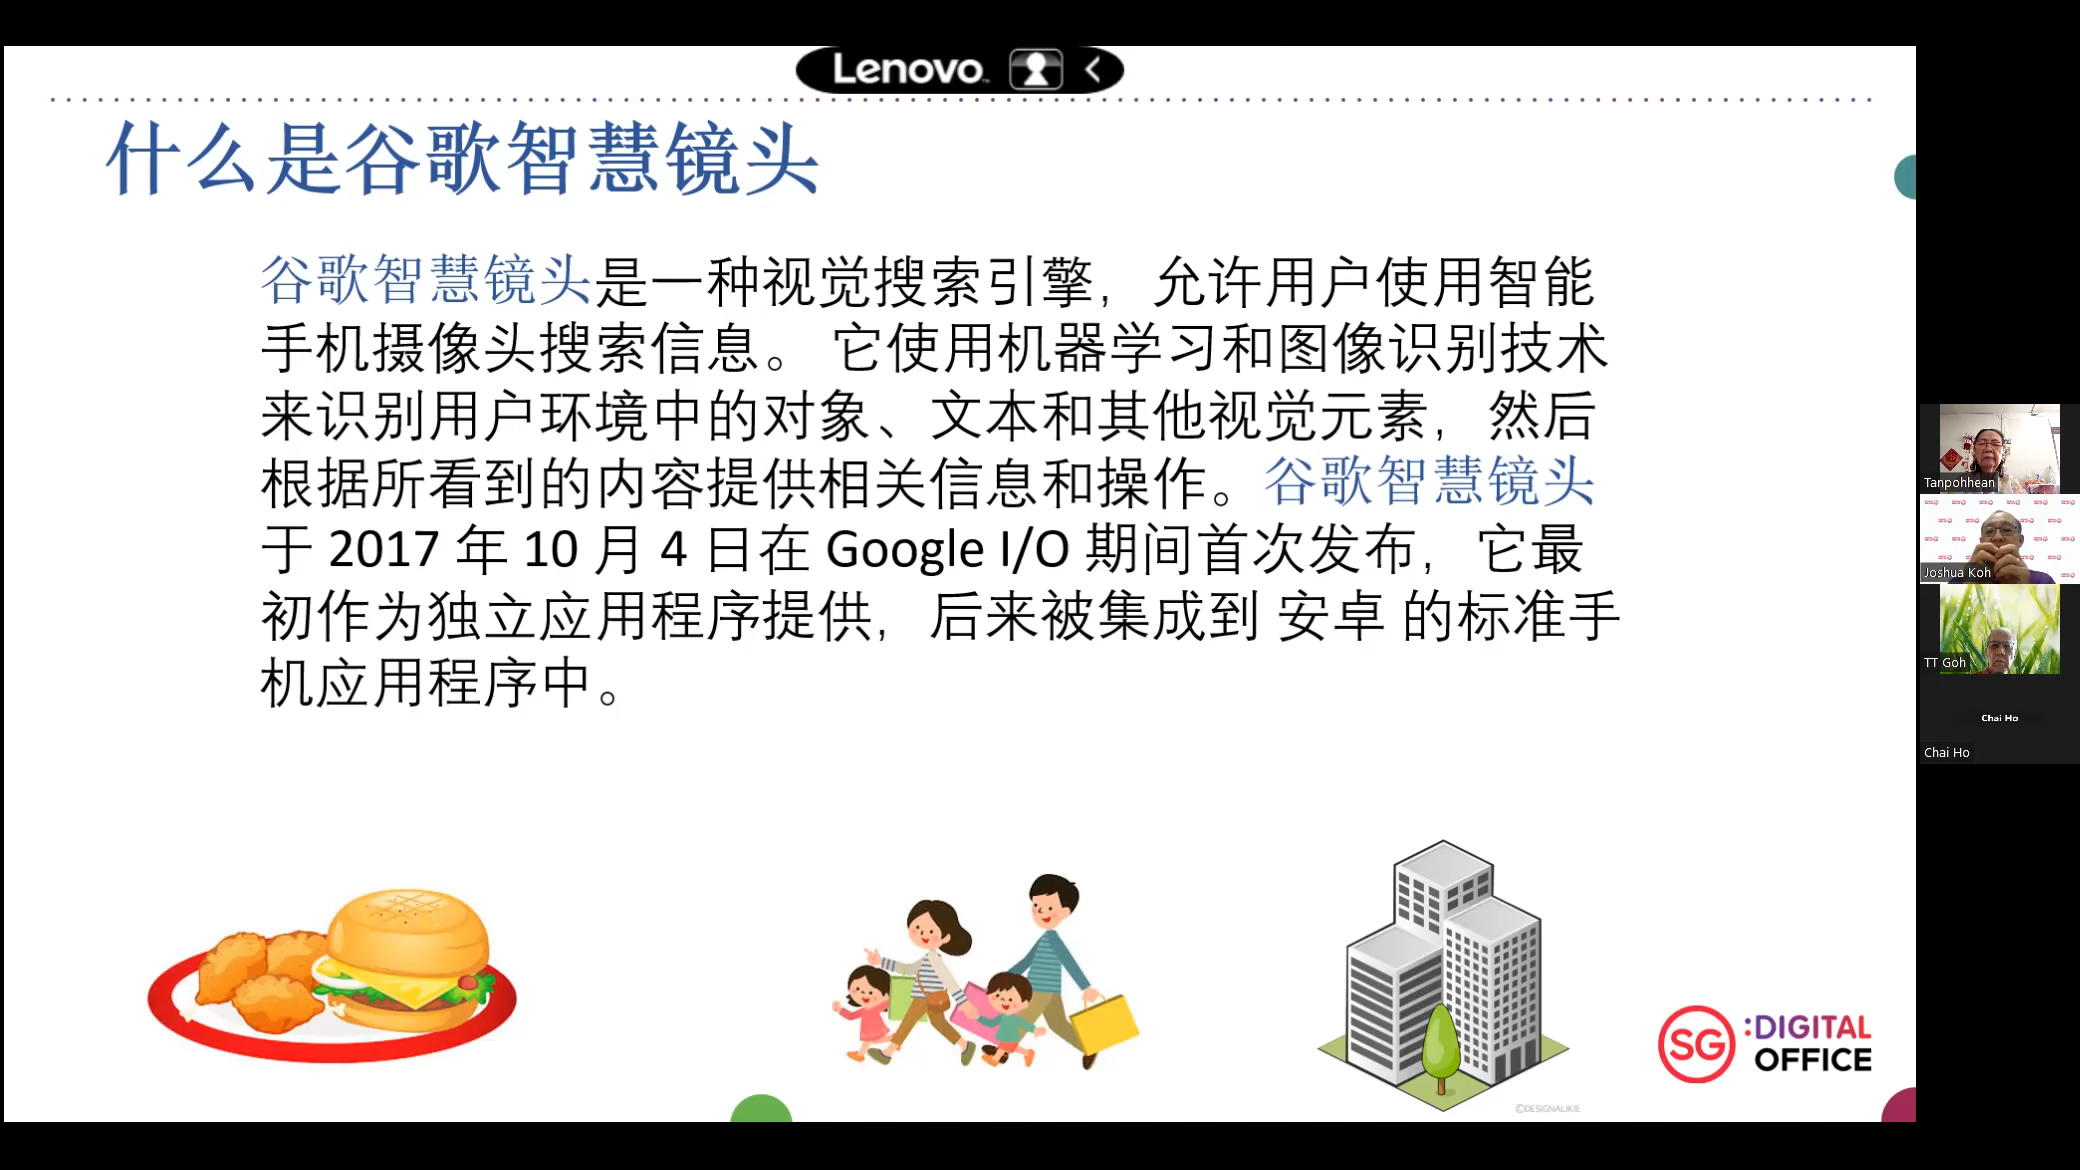 Lenovo
什么是谷歌智慧镜头
谷歌智慧镜头是一种视觉搜索引擎，允许用户使用智能
手机摄像头搜索信息。 它使用机器学习和图像识别技术
来识别用户环境中的对象、文本和其他视觉元素，然后
根据所看到的内容提供相关信息和操作。谷歌智慧镜头
于 2017 年 10 月 4 日在 Google I/O 期间首次发布，它最
初作为独立应用程序提供，后来被集成到 安卓 的标准手
机应用程序中。
SG :DIGITAL
OFFICE
©DESIGNALIKIE
Tanpohhean
Joshua Koh
TT Goh
Chai Ho
Chai Ho